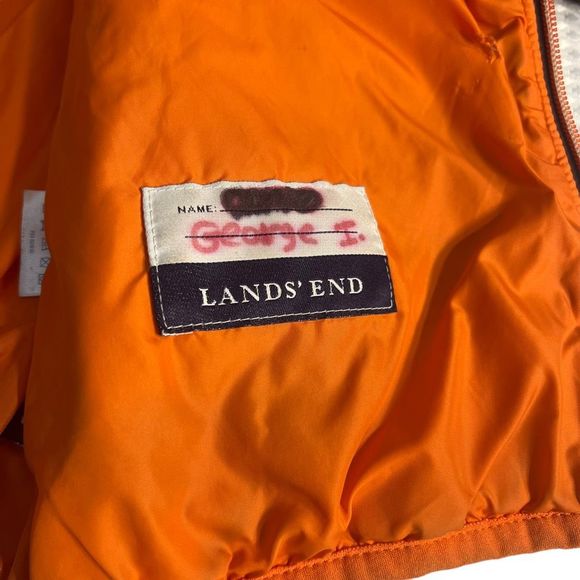 NAME:
George I.
LANDS' END